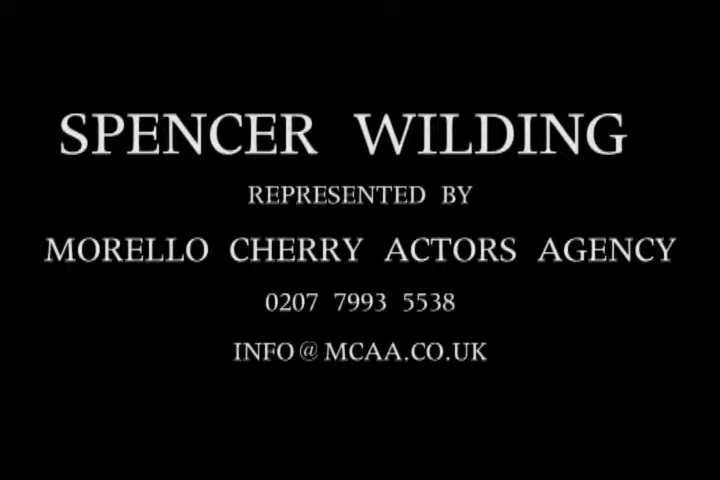 SPENCER WILDING
REPRESENTED BY
MORELLO CHERRY ACTORS AGENCY
0207 7993 5538
INFO@MCAA.CO.UK